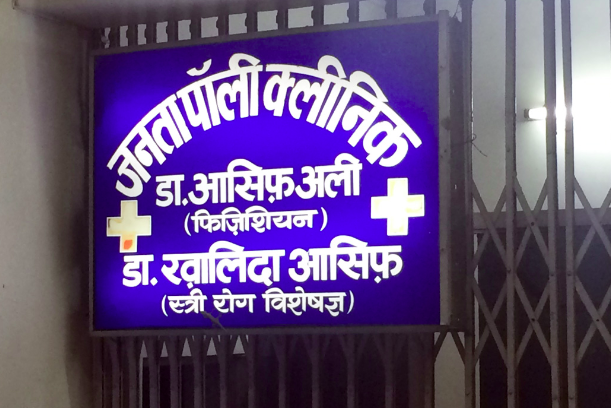 जनता पॉली क्लीनिक
डा. आसिफ़ अली
(फिज़िशियन)
डा. ख़ालिदा आसिफ़
(स्त्री योग विशेषज्ञ)